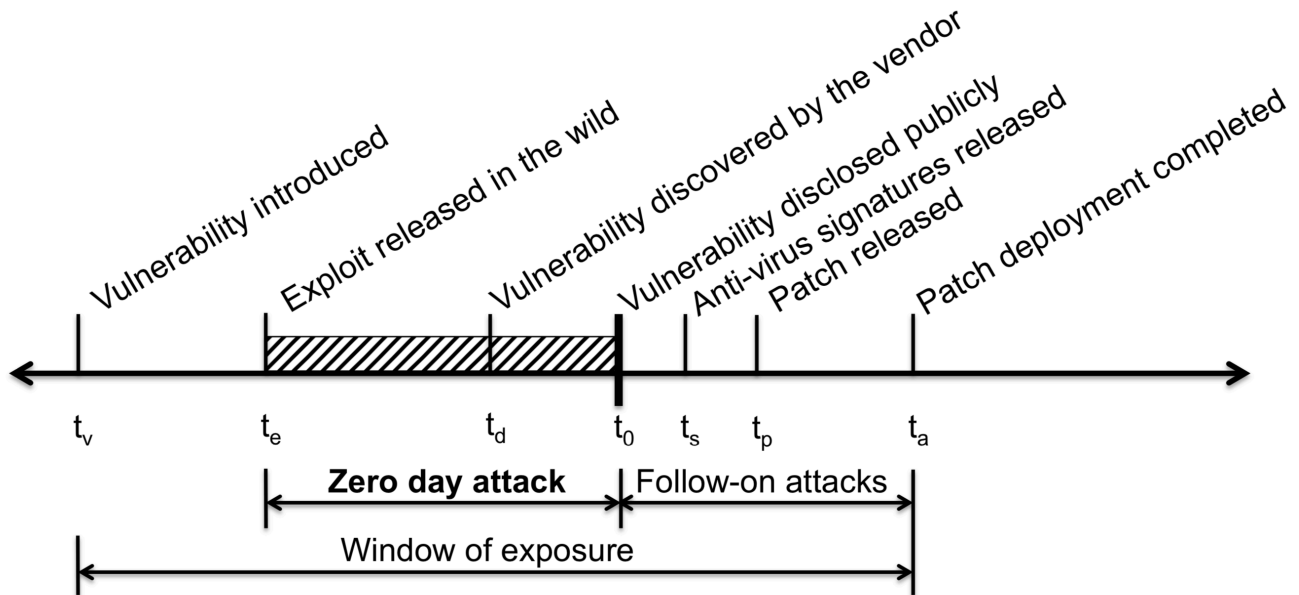 Vulnerability introduced
Exploit released in the wild
Vulnerability discovered by the vendor
Vulnerability disclosed publicly
Anti-virus signatures released
Patch released
Patch deployment completed
tv
te
td
t0
ts
tp
ta
Zero day attack
Follow-on attacks
Window of exposure